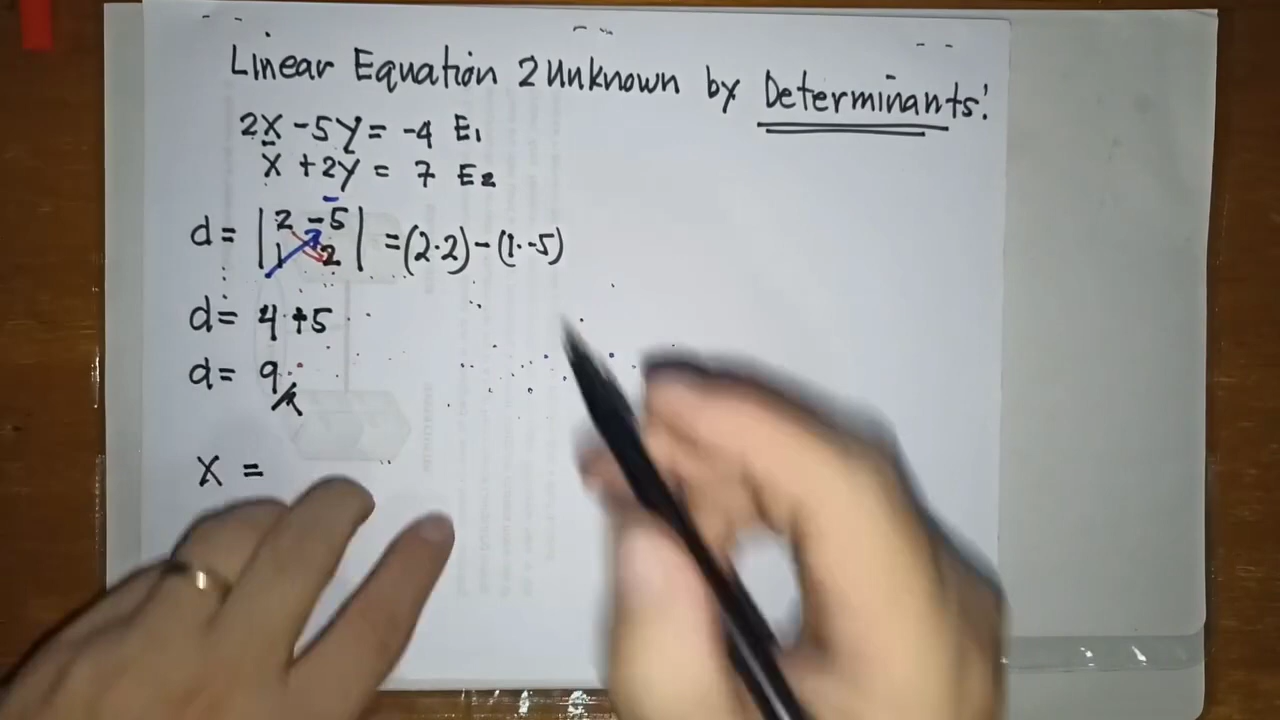 Linear Equation 2 Unknown by Determinants:
2X - 5Y = -4 E1
X + 2Y = 7 E2
d = | 2 -5 |
| 1 2 | = (2·2) - (1·-5)
d = 4 + 5
d = 9
X =